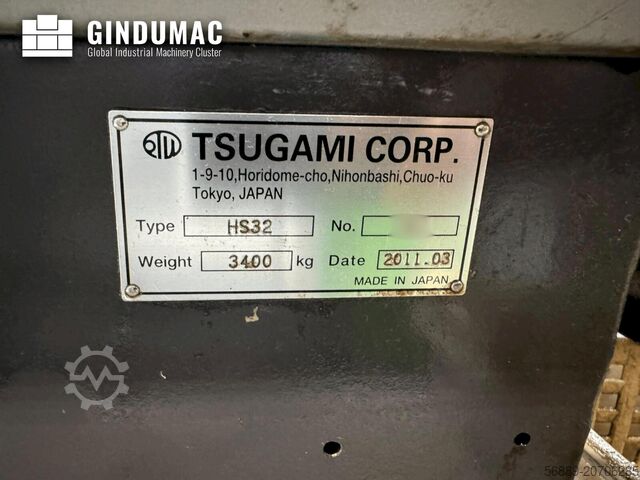 GINDUMAC
Global Industrial Machinery Cluster
TSUGAMI CORP.
1-9-10,Horidome-cho,Nihonbashi,Chuo-ku
Tokyo, JAPAN
Type HS32 No.
Weight 3400 kg Date 2011.03
MADE IN JAPAN